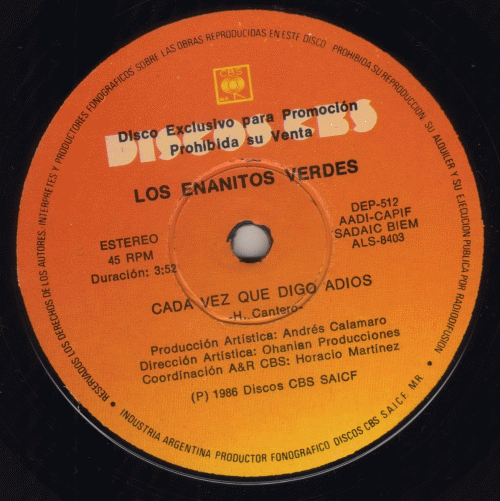 RESERVADOS LOS DERECHOS DE LOS AUTORES, INTERPRETES Y PRODUCTORES FONOGRAFICOS SOBRE LAS OBRAS REPRODUCIDAS EN ESTE DISCO. PROHIBIDA SU REPRODUCCION, SU ALQUILER Y SU EJECUCION PUBLICA POR RADIODIFUSION
CBS
Disco Exclusivo para Promoción
DISCOS CBS
Prohibida su Venta
LOS ENANITOS VERDES
ESTEREO
45 RPM
Duración: 3:52
DEP-512
AADI-CAPIF
SADAIC BIEM
ALS-8403
CADA VEZ QUE DIGO ADIOS
-H. Cantero-
Producción Artística: Andrés Calamaro
Dirección Artística: Ohanian Producciones
Coordinación A&R CBS: Horacio Martínez
(P) 1986 Discos CBS SAICF
• INDUSTRIA ARGENTINA PRODUCTOR FONOGRAFICO DISCOS CBS S.A.I.C.F. M.R. •